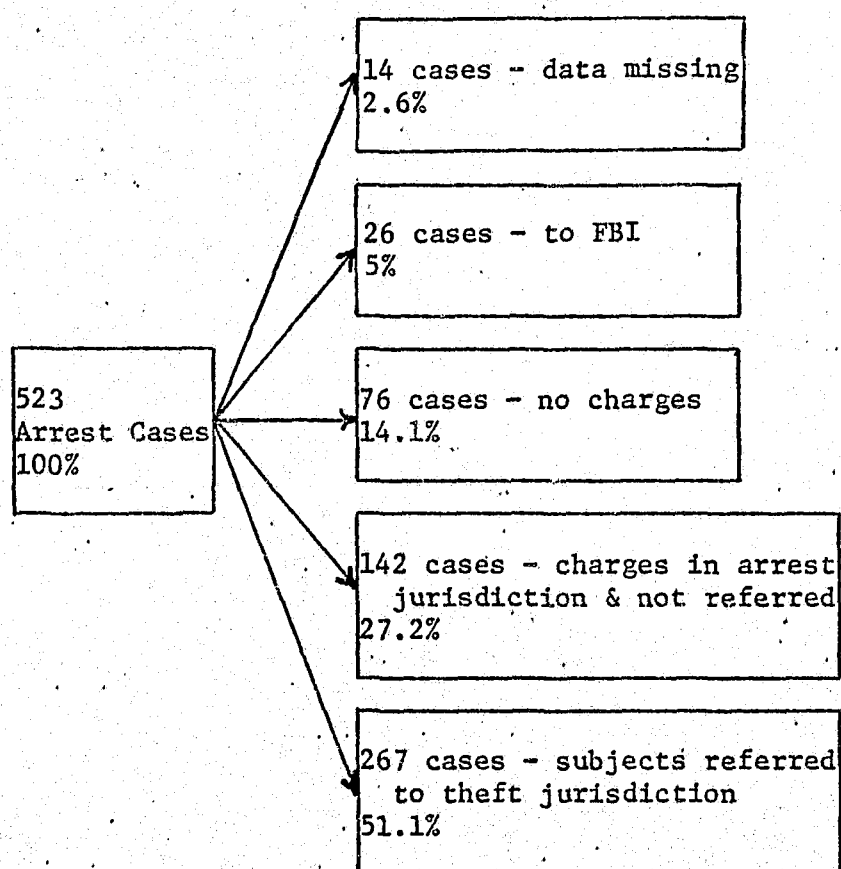 14 cases - data missing
2.6%
26 cases - to FBI
5%
523
Arrest Cases
100%
76 cases - no charges
14.1%
142 cases - charges in arrest
jurisdiction & not referred
27.2%
267 cases - subjects referred
to theft jurisdiction
51.1%